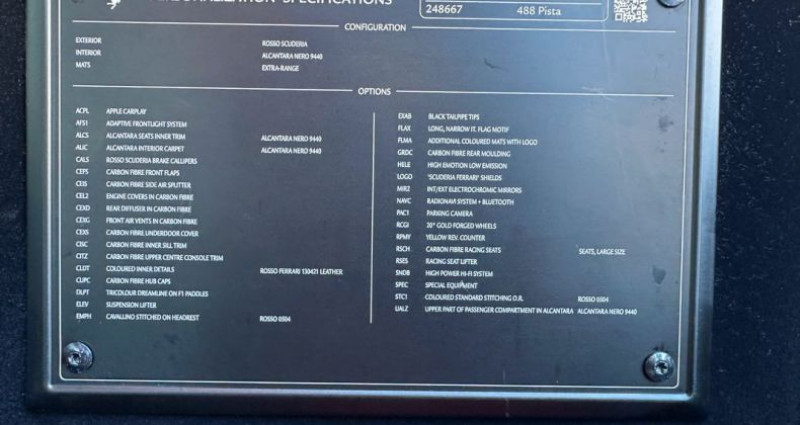 PERSONALIZATION SPECIFICATIONS
248667 488 Pista
CONFIGURATION
EXTERIOR ROSSO SCUDERIA
INTERIOR ALCANTARA NERO 9440
MATS EXTRA-RANGE
OPTIONS
ACPL APPLE CARPLAY
AFS1 ADAPTIVE FRONTLIGHT SYSTEM
ALCS ALCANTARA SEATS INNER TRIM ALCANTARA NERO 9440
ALIC ALCANTARA INTERIOR CARPET ALCANTARA NERO 9440
CALS ROSSO SCUDERIA BRAKE CALLIPERS
CEFS CARBON FIBRE FRONT FLAPS
CEIS CARBON FIBRE SIDE AIR SPLITTER
CEL2 ENGINE COVERS IN CARBON FIBRE
CEXD REAR DIFFUSER IN CARBON FIBRE
CEXG FRONT AIR VENTS IN CARBON FIBRE
CEXS CARBON FIBRE UNDERDOOR COVER
CISC CARBON FIBRE INNER SILL TRIM
CITZ CARBON FIBRE UPPER CENTRE CONSOLE TRIM
CLDT COLOURED INNER DETAILS ROSSO FERRARI 130421 LEATHER
CUPC CARBON FIBRE HUB CAPS
DLPT TRICOLOUR DREAMLINE ON F1 PADDLES
ELEV SUSPENSION LIFTER
EMPH CAVALLINO STITCHED ON HEADREST ROSSO 0304
EXAB BLACK TAILPIPE TIPS
FLAX LONG, NARROW IT. FLAG MOTIF
FLMA ADDITIONAL COLOURED MATS WITH LOGO
GRDC CARBON FIBRE REAR MOULDING
HELE HIGH EMOTION LOW EMISSION
LOGO "SCUDERIA FERRARI" SHIELDS
MIR2 INT/EXT ELECTROCHROMIC MIRRORS
NAVC RADIONAVI SYSTEM + BLUETOOTH
PAC1 PARKING CAMERA
RCGI 20" GOLD FORGED WHEELS
RPMY YELLOW REV. COUNTER
RSCH CARBON FIBRE RACING SEATS SEATS, LARGE SIZE
RSES RACING SEAT LIFTER
SNDB HIGH POWER HI-FI SYSTEM
SPEC SPECIAL EQUIPMENT
STC1 COLOURED STANDARD STITCHING O.R. ROSSO 0304
UALZ UPPER PART OF PASSENGER COMPARTMENT IN ALCANTARA ALCANTARA NERO 9440